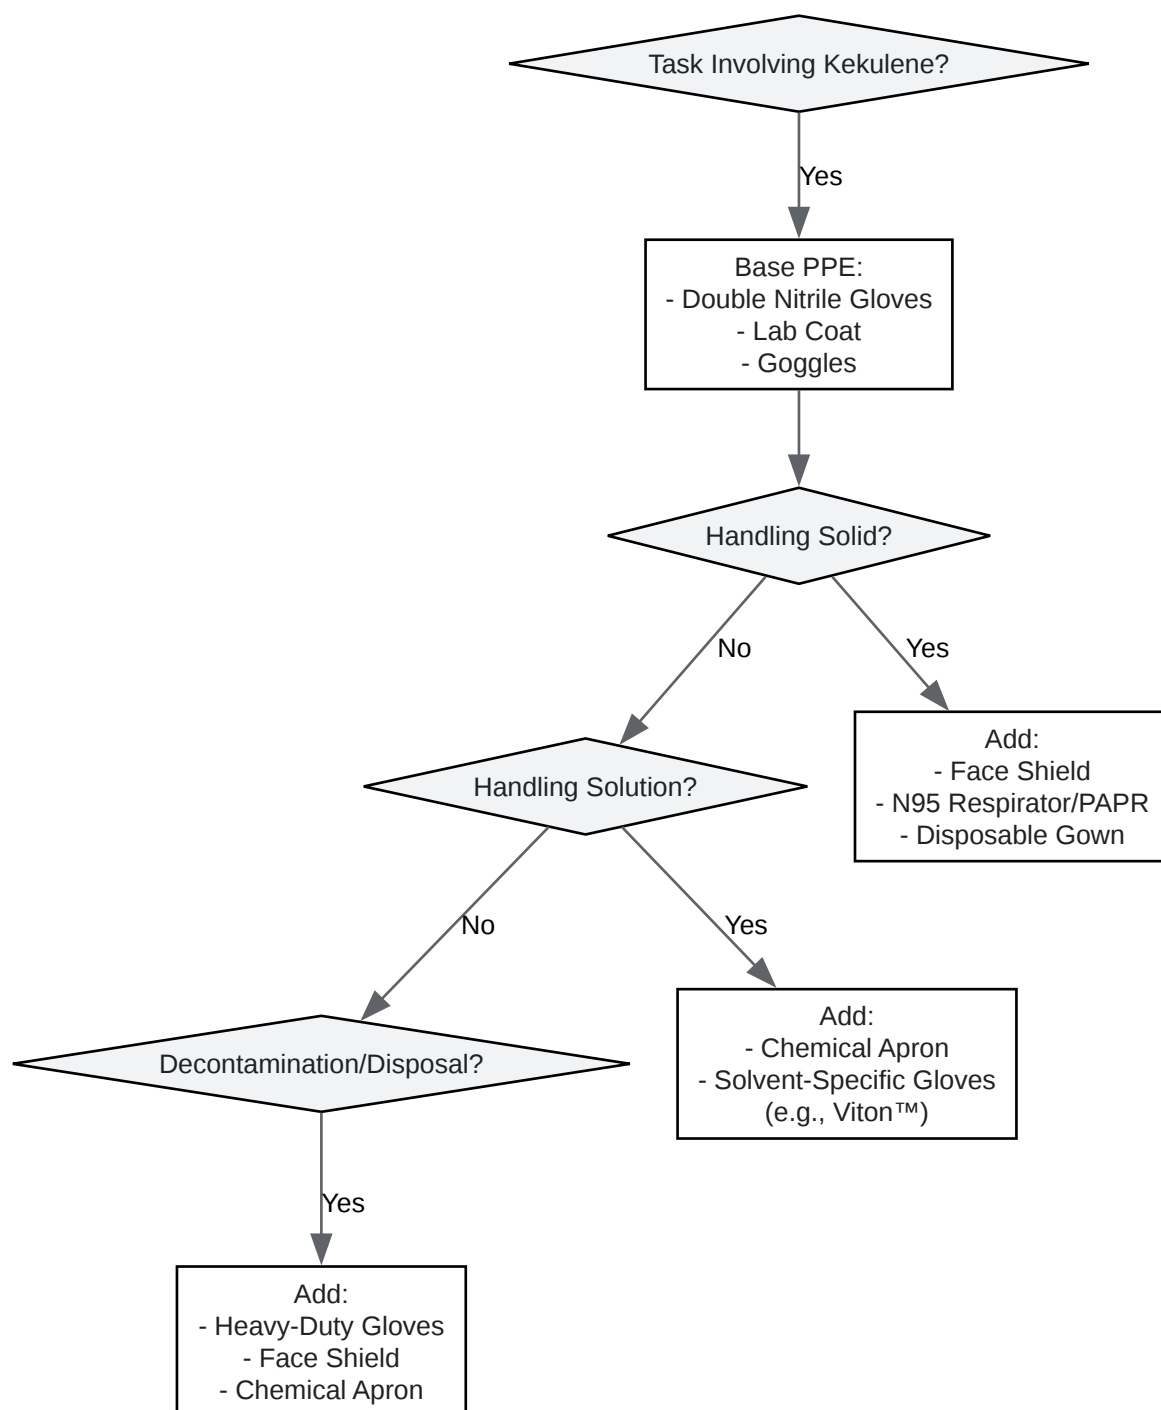 Task Involving Kekulene?
Yes
Base PPE:
- Double Nitrile Gloves
- Lab Coat
- Goggles
Handling Solid?
No
Yes
Add:
- Face Shield
- N95 Respirator/PAPR
- Disposable Gown
Handling Solution?
No
Yes
Add:
- Chemical Apron
- Solvent-Specific Gloves
(e.g., Viton™)
Decontamination/Disposal?
Yes
Add:
- Heavy-Duty Gloves
- Face Shield
- Chemical Apron